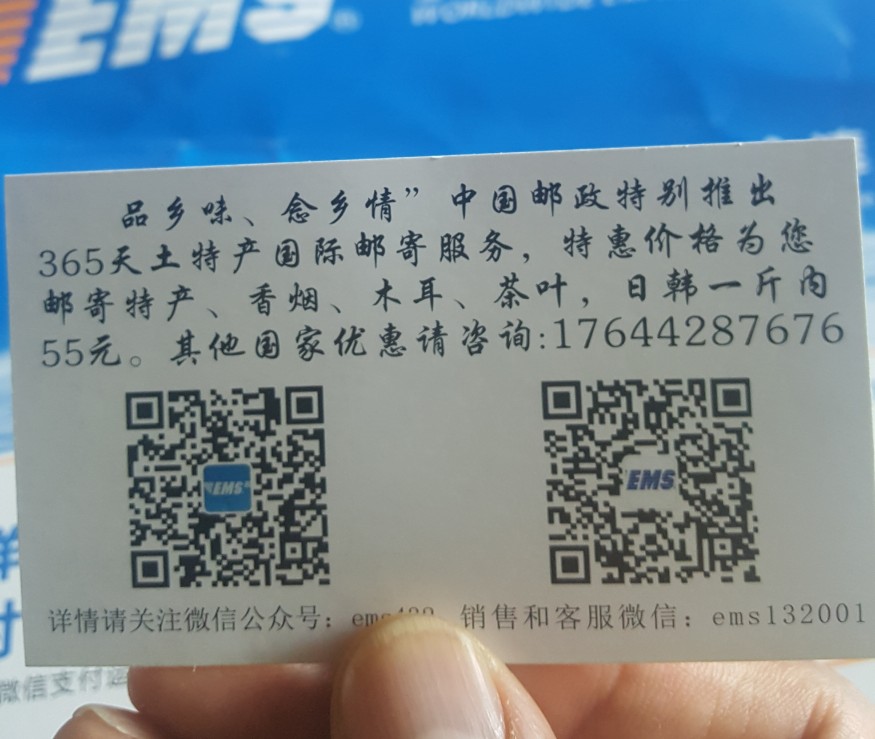 EMS
品乡味、念乡情”中国邮政特别推出
365天土特产国际邮寄服务，特惠价格为您
邮寄特产、香烟、木耳、茶叶，日韩一斤内
55元。其他国家优惠请咨询:17644287676
EMS
EMS
详情请关注微信公众号：
销售和客服微信：ems132001
微信支付